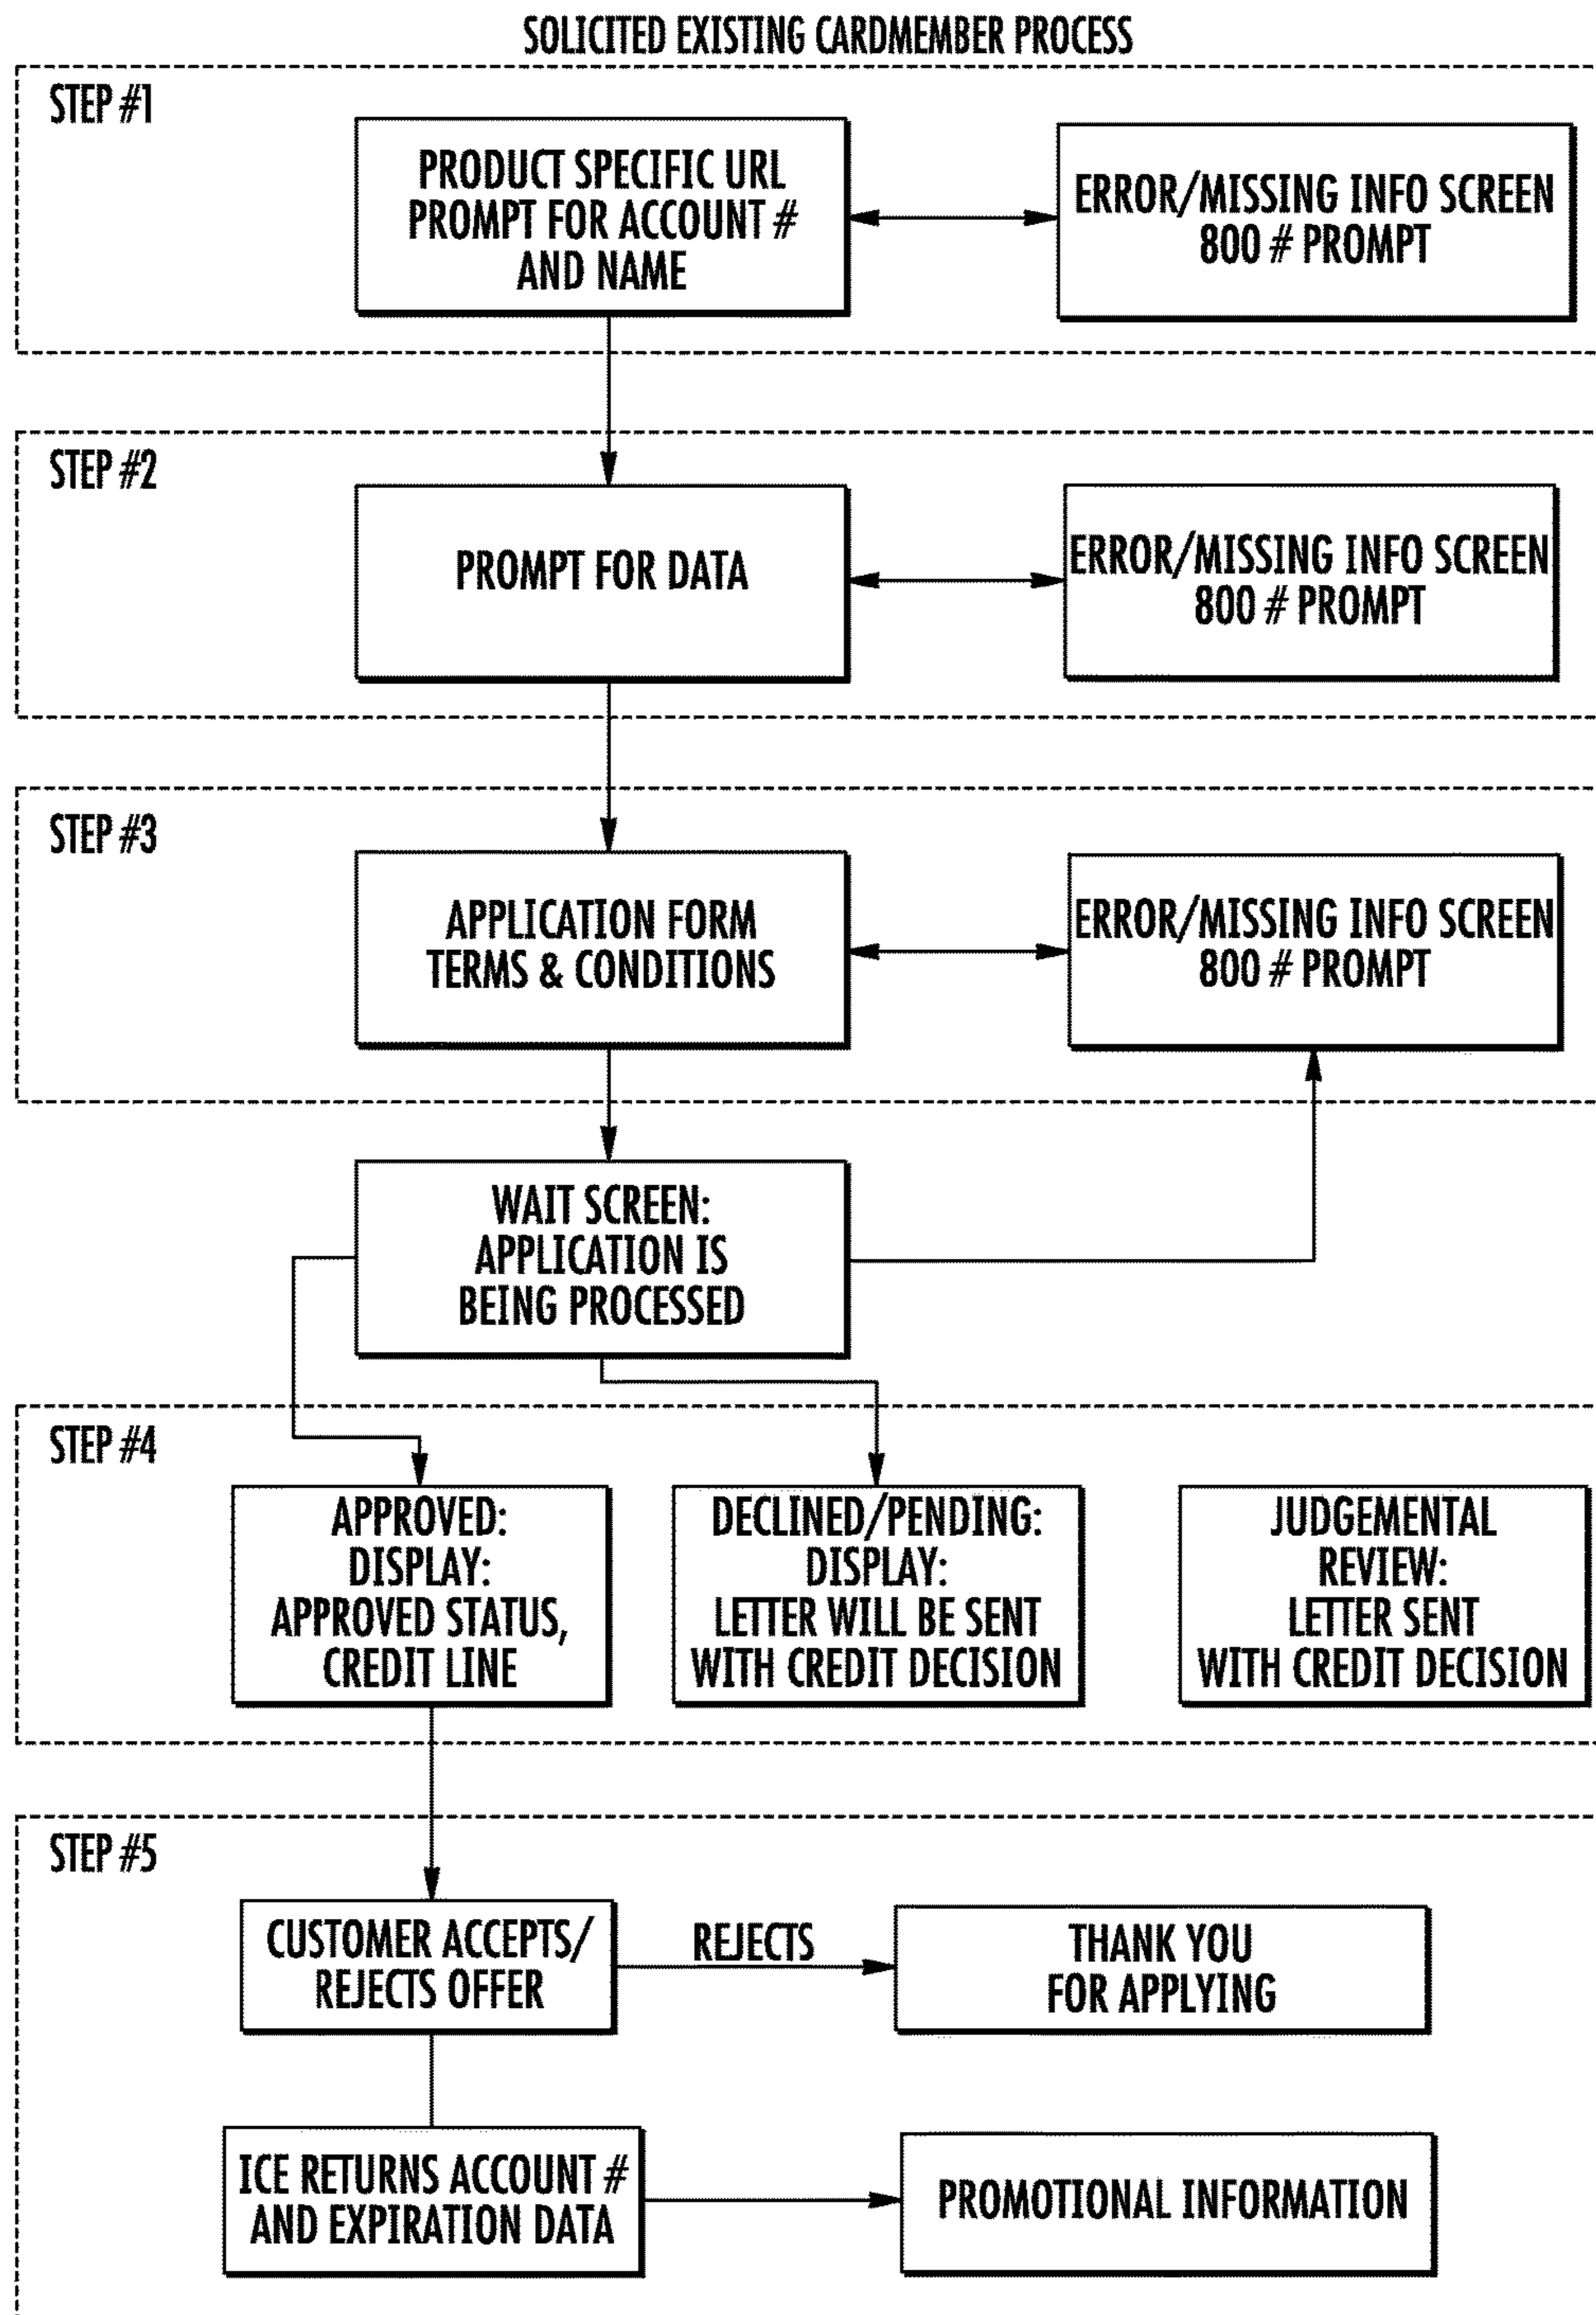 SOLICITED EXISTING CARDMEMBER PROCESS
STEP #1
PRODUCT SPECIFIC URL
PROMPT FOR ACCOUNT #
AND NAME
ERROR/MISSING INFO SCREEN
800 # PROMPT
STEP #2
PROMPT FOR DATA
ERROR/MISSING INFO SCREEN
800 # PROMPT
STEP #3
APPLICATION FORM
TERMS & CONDITIONS
ERROR/MISSING INFO SCREEN
800 # PROMPT
WAIT SCREEN:
APPLICATION IS
BEING PROCESSED
STEP #4
APPROVED:
DISPLAY:
APPROVED STATUS,
CREDIT LINE
DECLINED/PENDING:
DISPLAY:
LETTER WILL BE SENT
WITH CREDIT DECISION
JUDGEMENTAL
REVIEW:
LETTER SENT
WITH CREDIT DECISION
STEP #5
CUSTOMER ACCEPTS/
REJECTS OFFER
REJECTS
THANK YOU
FOR APPLYING
ICE RETURNS ACCOUNT #
AND EXPIRATION DATA
PROMOTIONAL INFORMATION